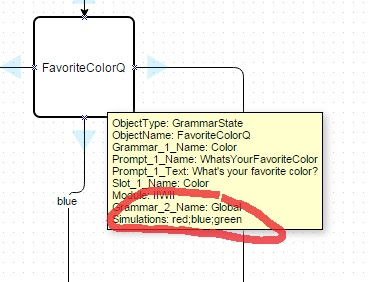 FavoriteColorQ
ObjectType: GrammarState
ObjectName: FavoriteColorQ
Grammar_1_Name: Color
Prompt_1_Name: WhatsYourFavoriteColor
Prompt_1_Text: What's your favorite color?
Slot_1_Name: Color
Module: IIWII
Grammar_2_Name: Global
Simulations: red;blue;green
blue